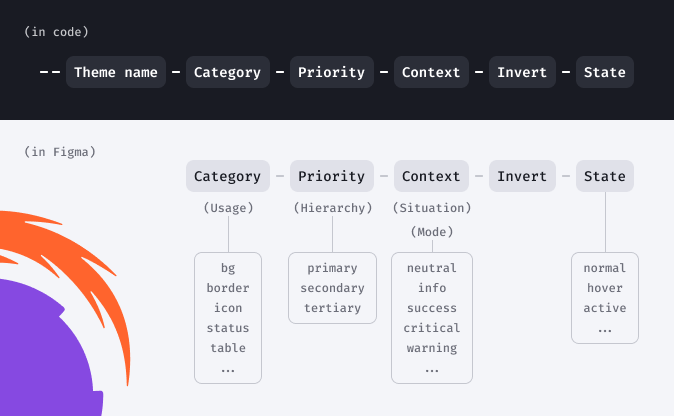 (in code)
-- Theme name - Category - Priority - Context - Invert - State
(in Figma)
Category - Priority - Context - Invert - State
(Usage) (Hierarchy) (Situation)
(Mode)
bg primary neutral normal
border secondary info hover
icon tertiary success active
status critical ...
table warning
... ...